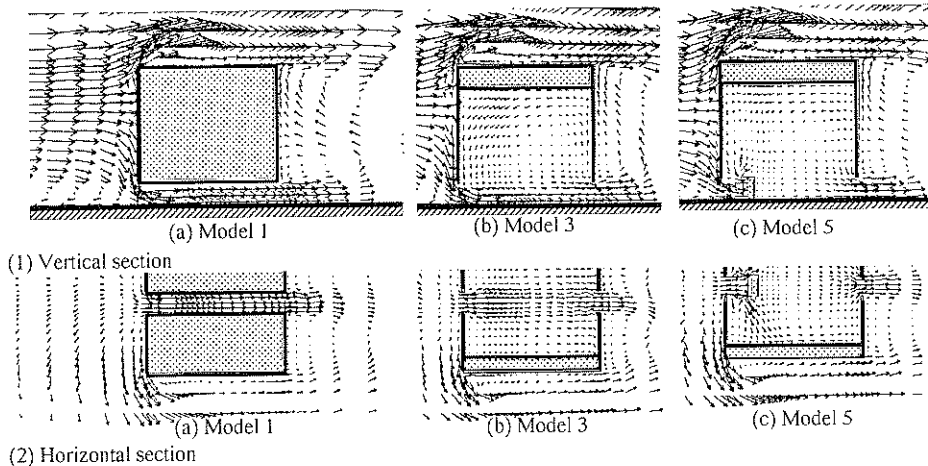 (a) Model 1
(b) Model 3
(c) Model 5
(1) Vertical section
(a) Model 1
(b) Model 3
(c) Model 5
(2) Horizontal section